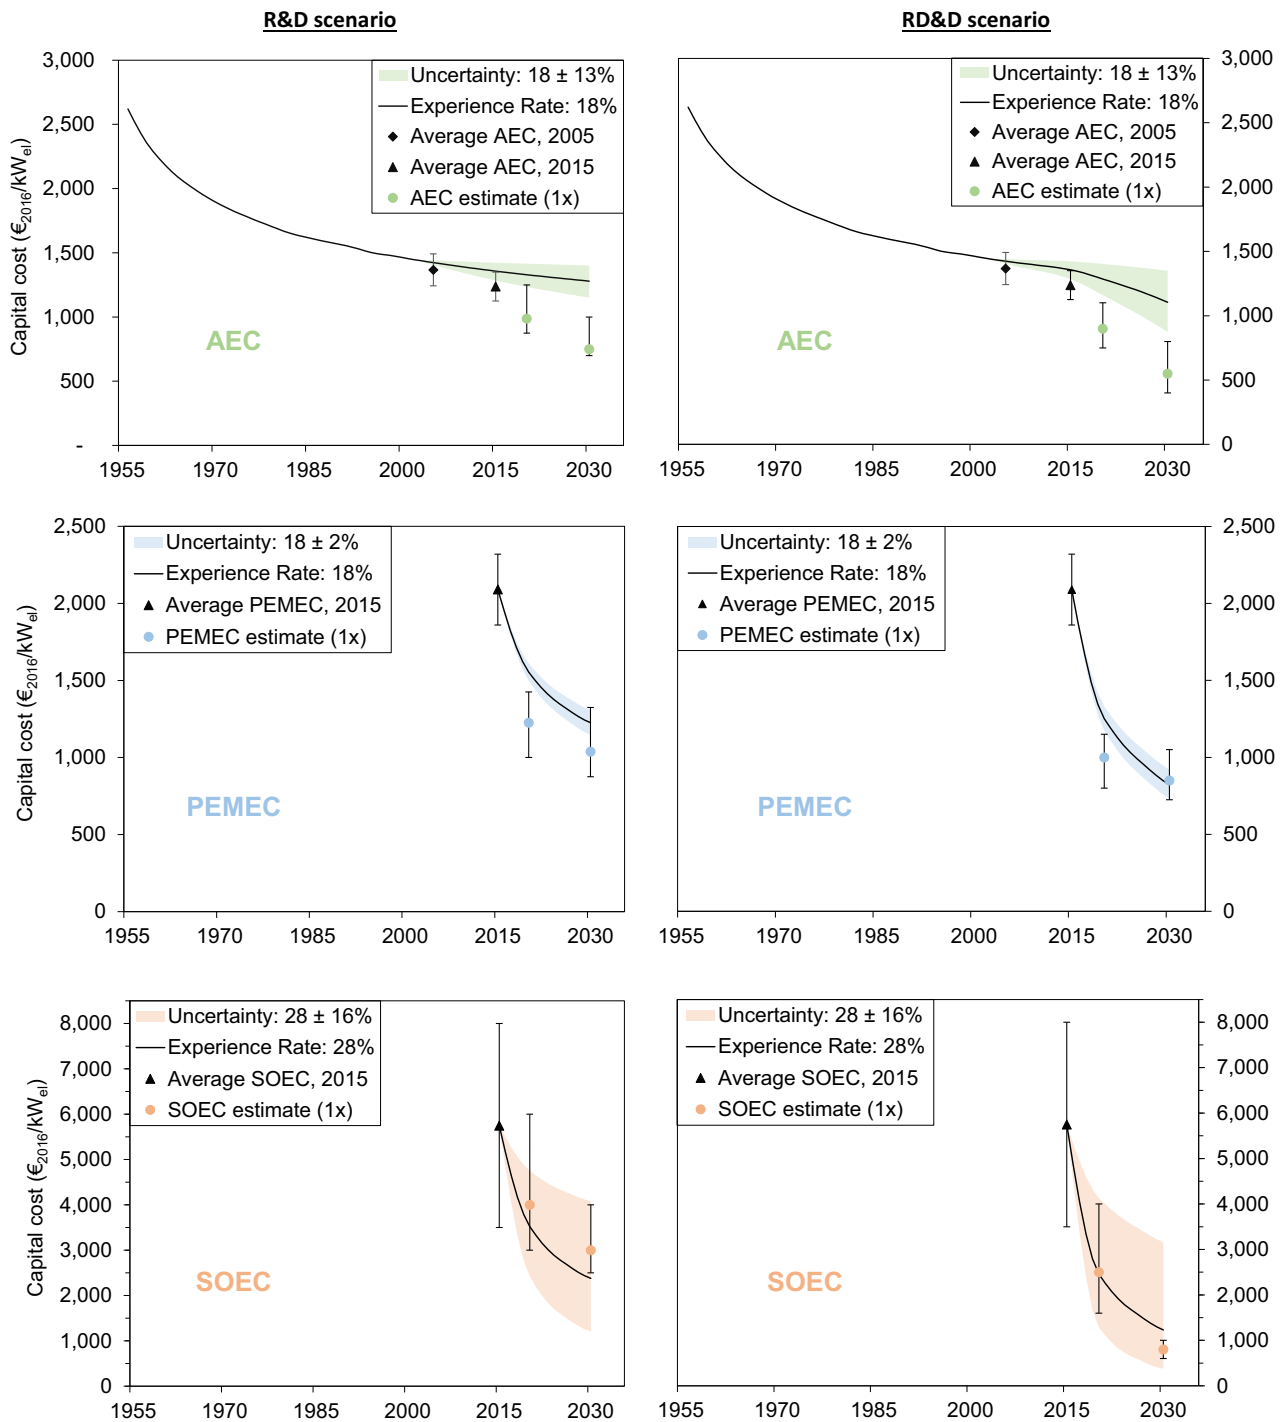 R&D scenario
RD&D scenario
Capital cost (€2016/kWel)
3,000
2,500
2,000
1,500
1,000
500
-
1955
1970
1985
2000
2015
2030
Uncertainty: 18 ± 13%
Experience Rate: 18%
Average AEC, 2005
Average AEC, 2015
AEC estimate (1x)
AEC
Uncertainty: 18 ± 13%
Experience Rate: 18%
Average AEC, 2005
Average AEC, 2015
AEC estimate (1x)
AEC
3,000
2,500
2,000
1,500
1,000
500
0
1955
1970
1985
2000
2015
2030
Capital cost (€2016/kWel)
2,500
2,000
1,500
1,000
500
0
1955
1970
1985
2000
2015
2030
Uncertainty: 18 ± 2%
Experience Rate: 18%
Average PEMEC, 2015
PEMEC estimate (1x)
PEMEC
Uncertainty: 18 ± 2%
Experience Rate: 18%
Average PEMEC, 2015
PEMEC estimate (1x)
PEMEC
2,500
2,000
1,500
1,000
500
0
1955
1970
1985
2000
2015
2030
Capital cost (€2016/kWel)
8,000
7,000
6,000
5,000
4,000
3,000
2,000
1,000
0
1955
1970
1985
2000
2015
2030
Uncertainty: 28 ± 16%
Experience Rate: 28%
Average SOEC, 2015
SOEC estimate (1x)
SOEC
Uncertainty: 28 ± 16%
Experience Rate: 28%
Average SOEC, 2015
SOEC estimate (1x)
SOEC
8,000
7,000
6,000
5,000
4,000
3,000
2,000
1,000
0
1955
1970
1985
2000
2015
2030